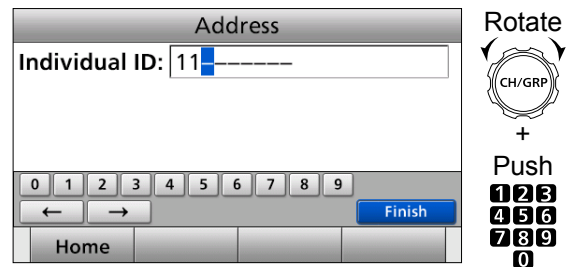 Address
Individual ID: 11–––––––
0 1 2 3 4 5 6 7 8 9
← → Finish
Home
Rotate
CH/GRP
+
Push
1 2 3
4 5 6
7 8 9
0